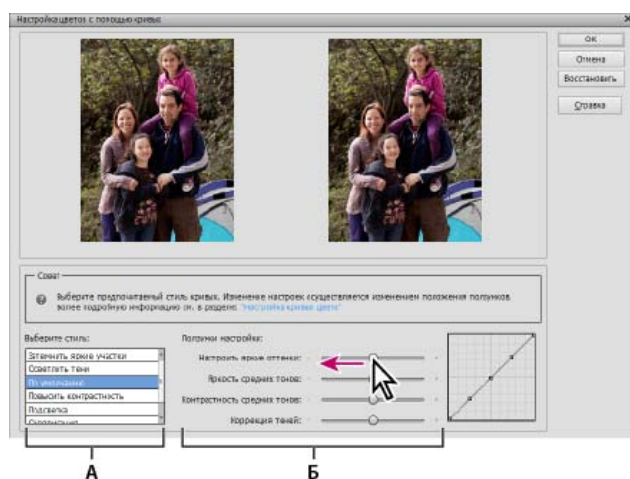 Настройка цветов с помощью кривых
ОК
Отмена
Восстановить
Справка
Совет
Выберите предпочитаемый стиль кривых. Изменение настроек осуществляется изменением положения ползунков
более подробную информацию см. в разделе: "Настройка кривых цвета"
Выберите стиль:
Затемнить яркие участки
Осветлить тени
По умолчанию
Повысить контрастность
Подсветка
Соляризация
Ползунки настройки:
Настроить яркие оттенки:
Яркость средних тонов:
Контрастность средних тонов:
Коррекция теней:
А
Б